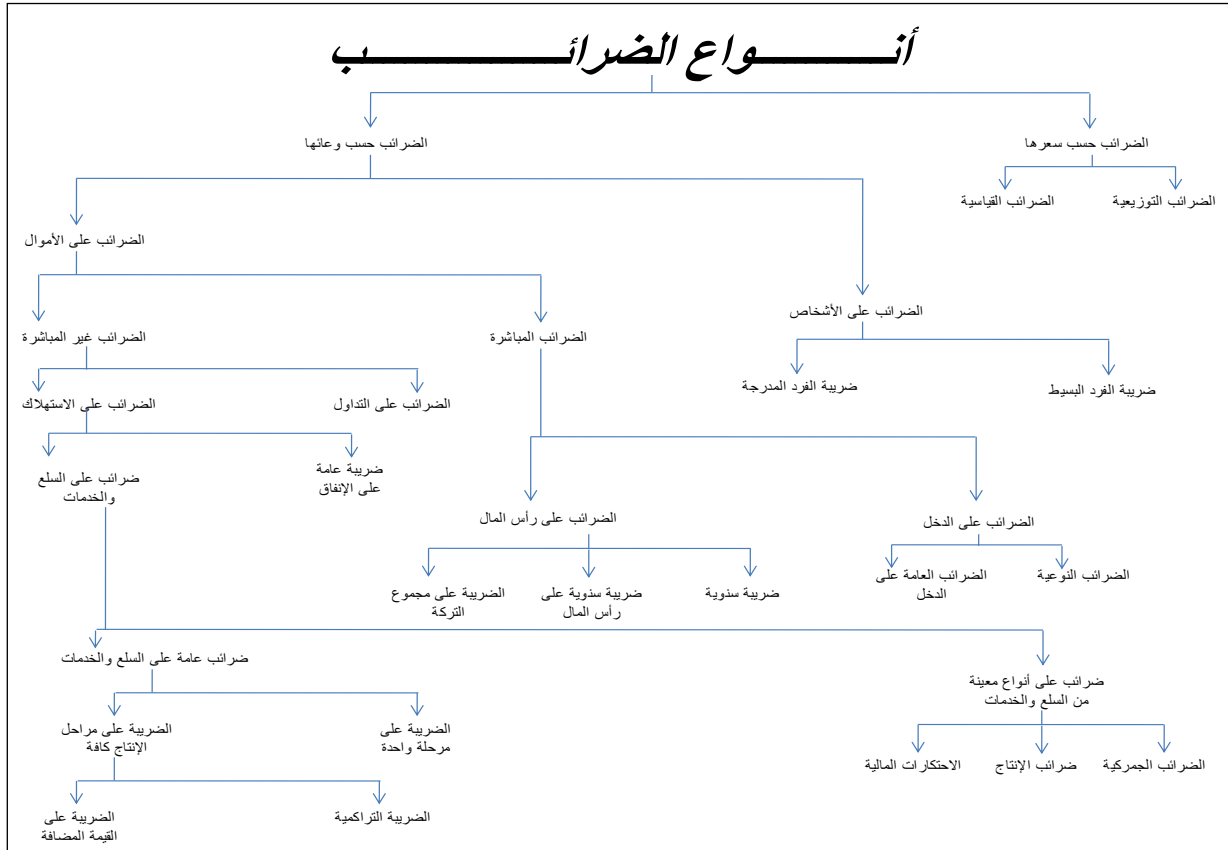 أنـــــواع الضرائـــــــــب
الضرائب حسب سعرها
الضرائب حسب وعائها
الضرائب التوزيعية
الضرائب القياسية
الضرائب على الأموال
الضرائب على الأشخاص
الضرائب المباشرة
الضرائب غير المباشرة
ضريبة الفرد البسيط
ضريبة الفرد المدرجة
الضرائب على التداول
الضرائب على الاستهلاك
ضريبة عامة
على الإنفاق
ضرائب على السلع
والخدمات
الضرائب على الدخل
الضرائب على رأس المال
الضرائب النوعية
الضرائب العامة على
الدخل
ضريبة سنوية
ضريبة سنوية على
رأس المال
الضريبة على مجموع
التركة
ضرائب على أنواع معينة
من السلع والخدمات
ضرائب عامة على السلع والخدمات
الضريبة على
مرحلة واحدة
الضريبة على مراحل
الإنتاج كافة
الضرائب الجمركية
ضرائب الإنتاج
الاحتكارات المالية
الضريبة التراكمية
الضريبة على
القيمة المضافة